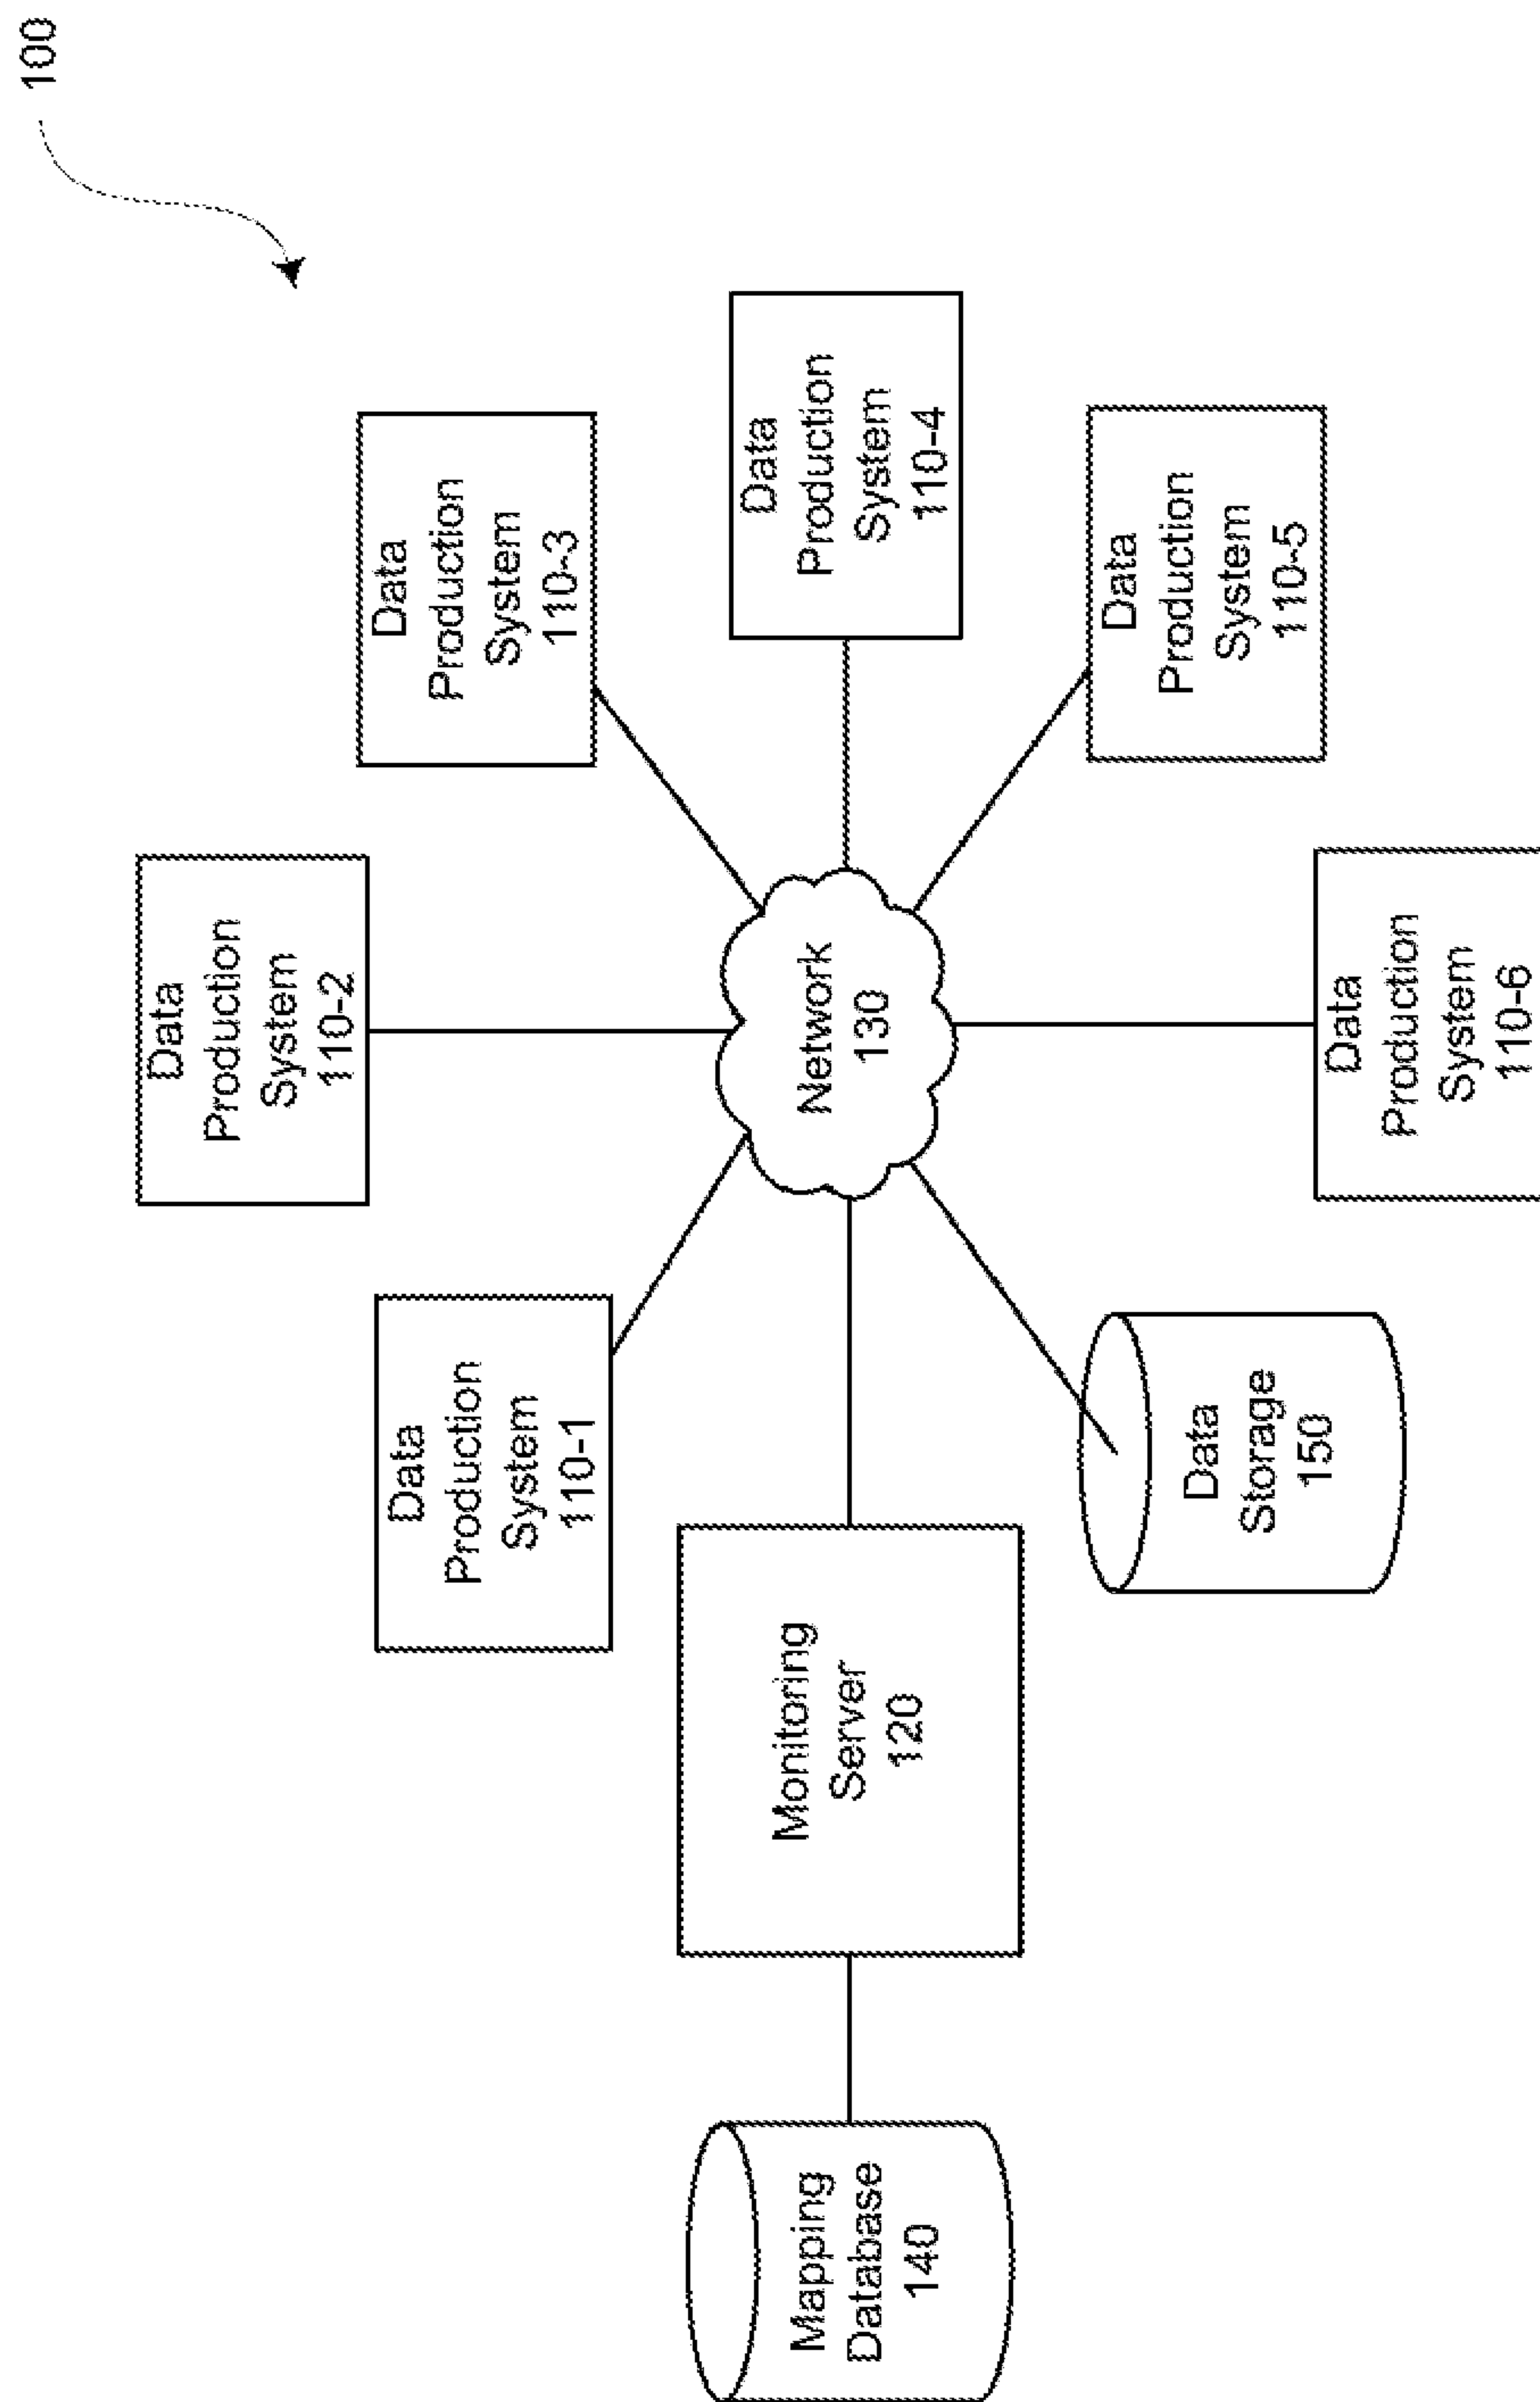 100
Data
Production
System
110-2
Data
Production
System
110-3
Data
Production
System
110-1
Data
Production
System
110-4
Mapping
Database
140
Monitoring
Server
120
Network
130
Data
Storage
150
Data
Production
System
110-5
Data
Production
System
110-6